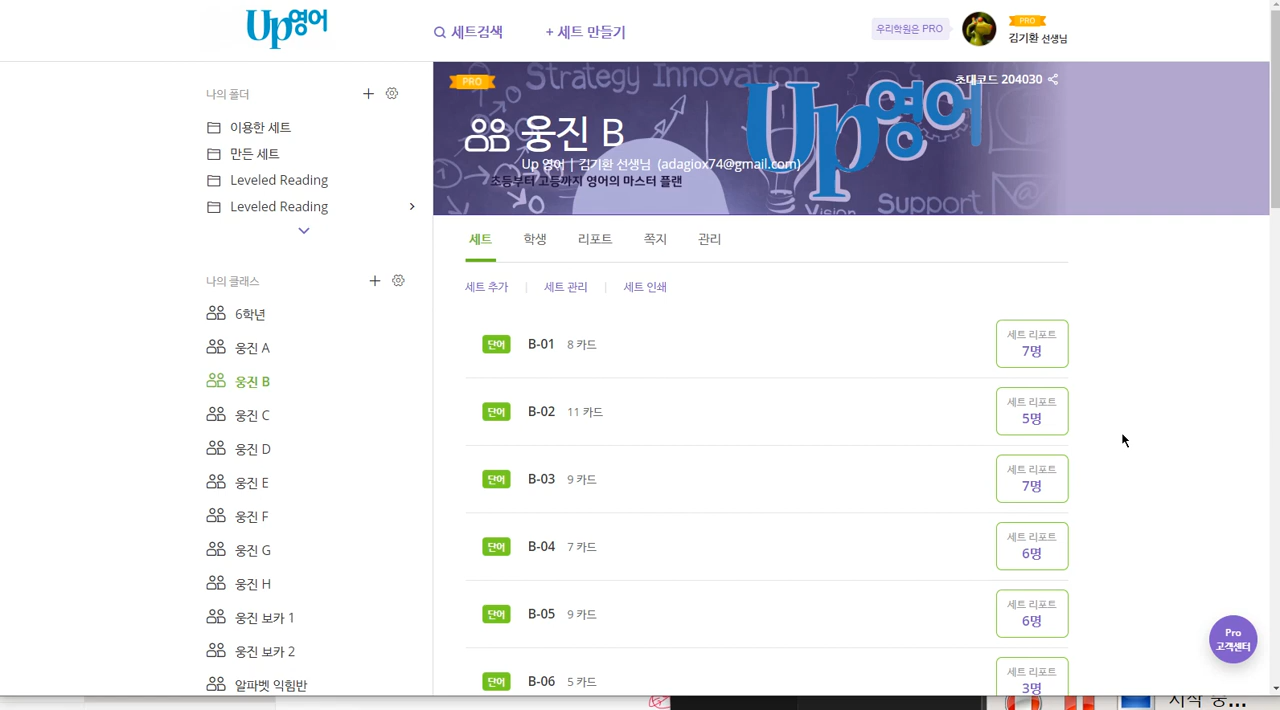 Up영어
세트검색
+ 세트 만들기
우리학원은 PRO
PRO
김기환 선생님
나의 폴더
이용한 세트
만든 세트
Leveled Reading
Leveled Reading
나의 클래스
6학년
웅진 A
웅진 B
웅진 C
웅진 D
웅진 E
웅진 F
웅진 G
웅진 H
웅진 보카 1
웅진 보카 2
알파벳 익힘반
PRO
Strategy Innovation
초대코드 204030
Up영어
웅진 B
Up 영어 | 김기환 선생님 (adagiox74@gmail.com)
초등부터 고등까지 영어의 마스터 플랜
Vision
Support
세트 학생 리포트 쪽지 관리
세트 추가 | 세트 관리 | 세트 인쇄
단어 B-01 8 카드
세트 리포트
7명
단어 B-02 11 카드
세트 리포트
5명
단어 B-03 9 카드
세트 리포트
7명
단어 B-04 7 카드
세트 리포트
6명
단어 B-05 9 카드
세트 리포트
6명
단어 B-06 5 카드
세트 리포트
3명
Pro
고객센터